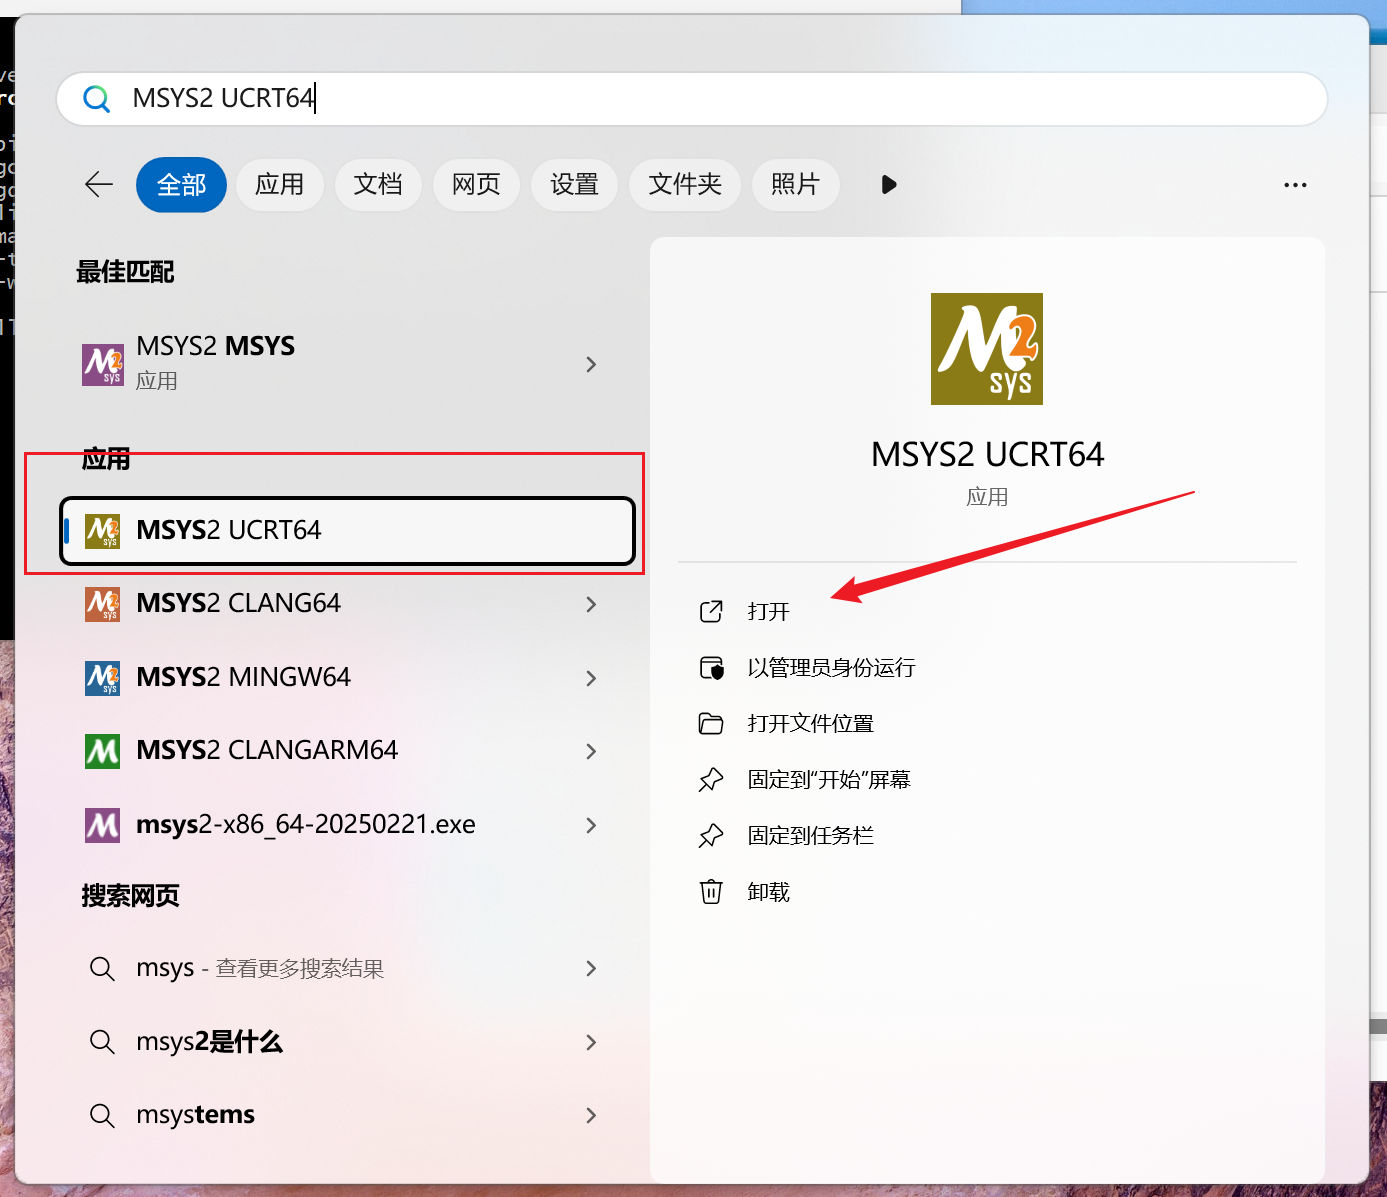 MSYS2 UCRT64
全部
应用
文档
网页
设置
文件夹
照片
最佳匹配
MSYS2 MSYS
应用
应用
MSYS2 UCRT64
MSYS2 CLANG64
MSYS2 MINGW64
MSYS2 CLANGARM64
msys2-x86_64-20250221.exe
搜索网页
msys - 查看更多搜索结果
msys2是什么
msystems
M2
sys
MSYS2 UCRT64
应用
打开
以管理员身份运行
打开文件位置
固定到“开始”屏幕
固定到任务栏
卸载